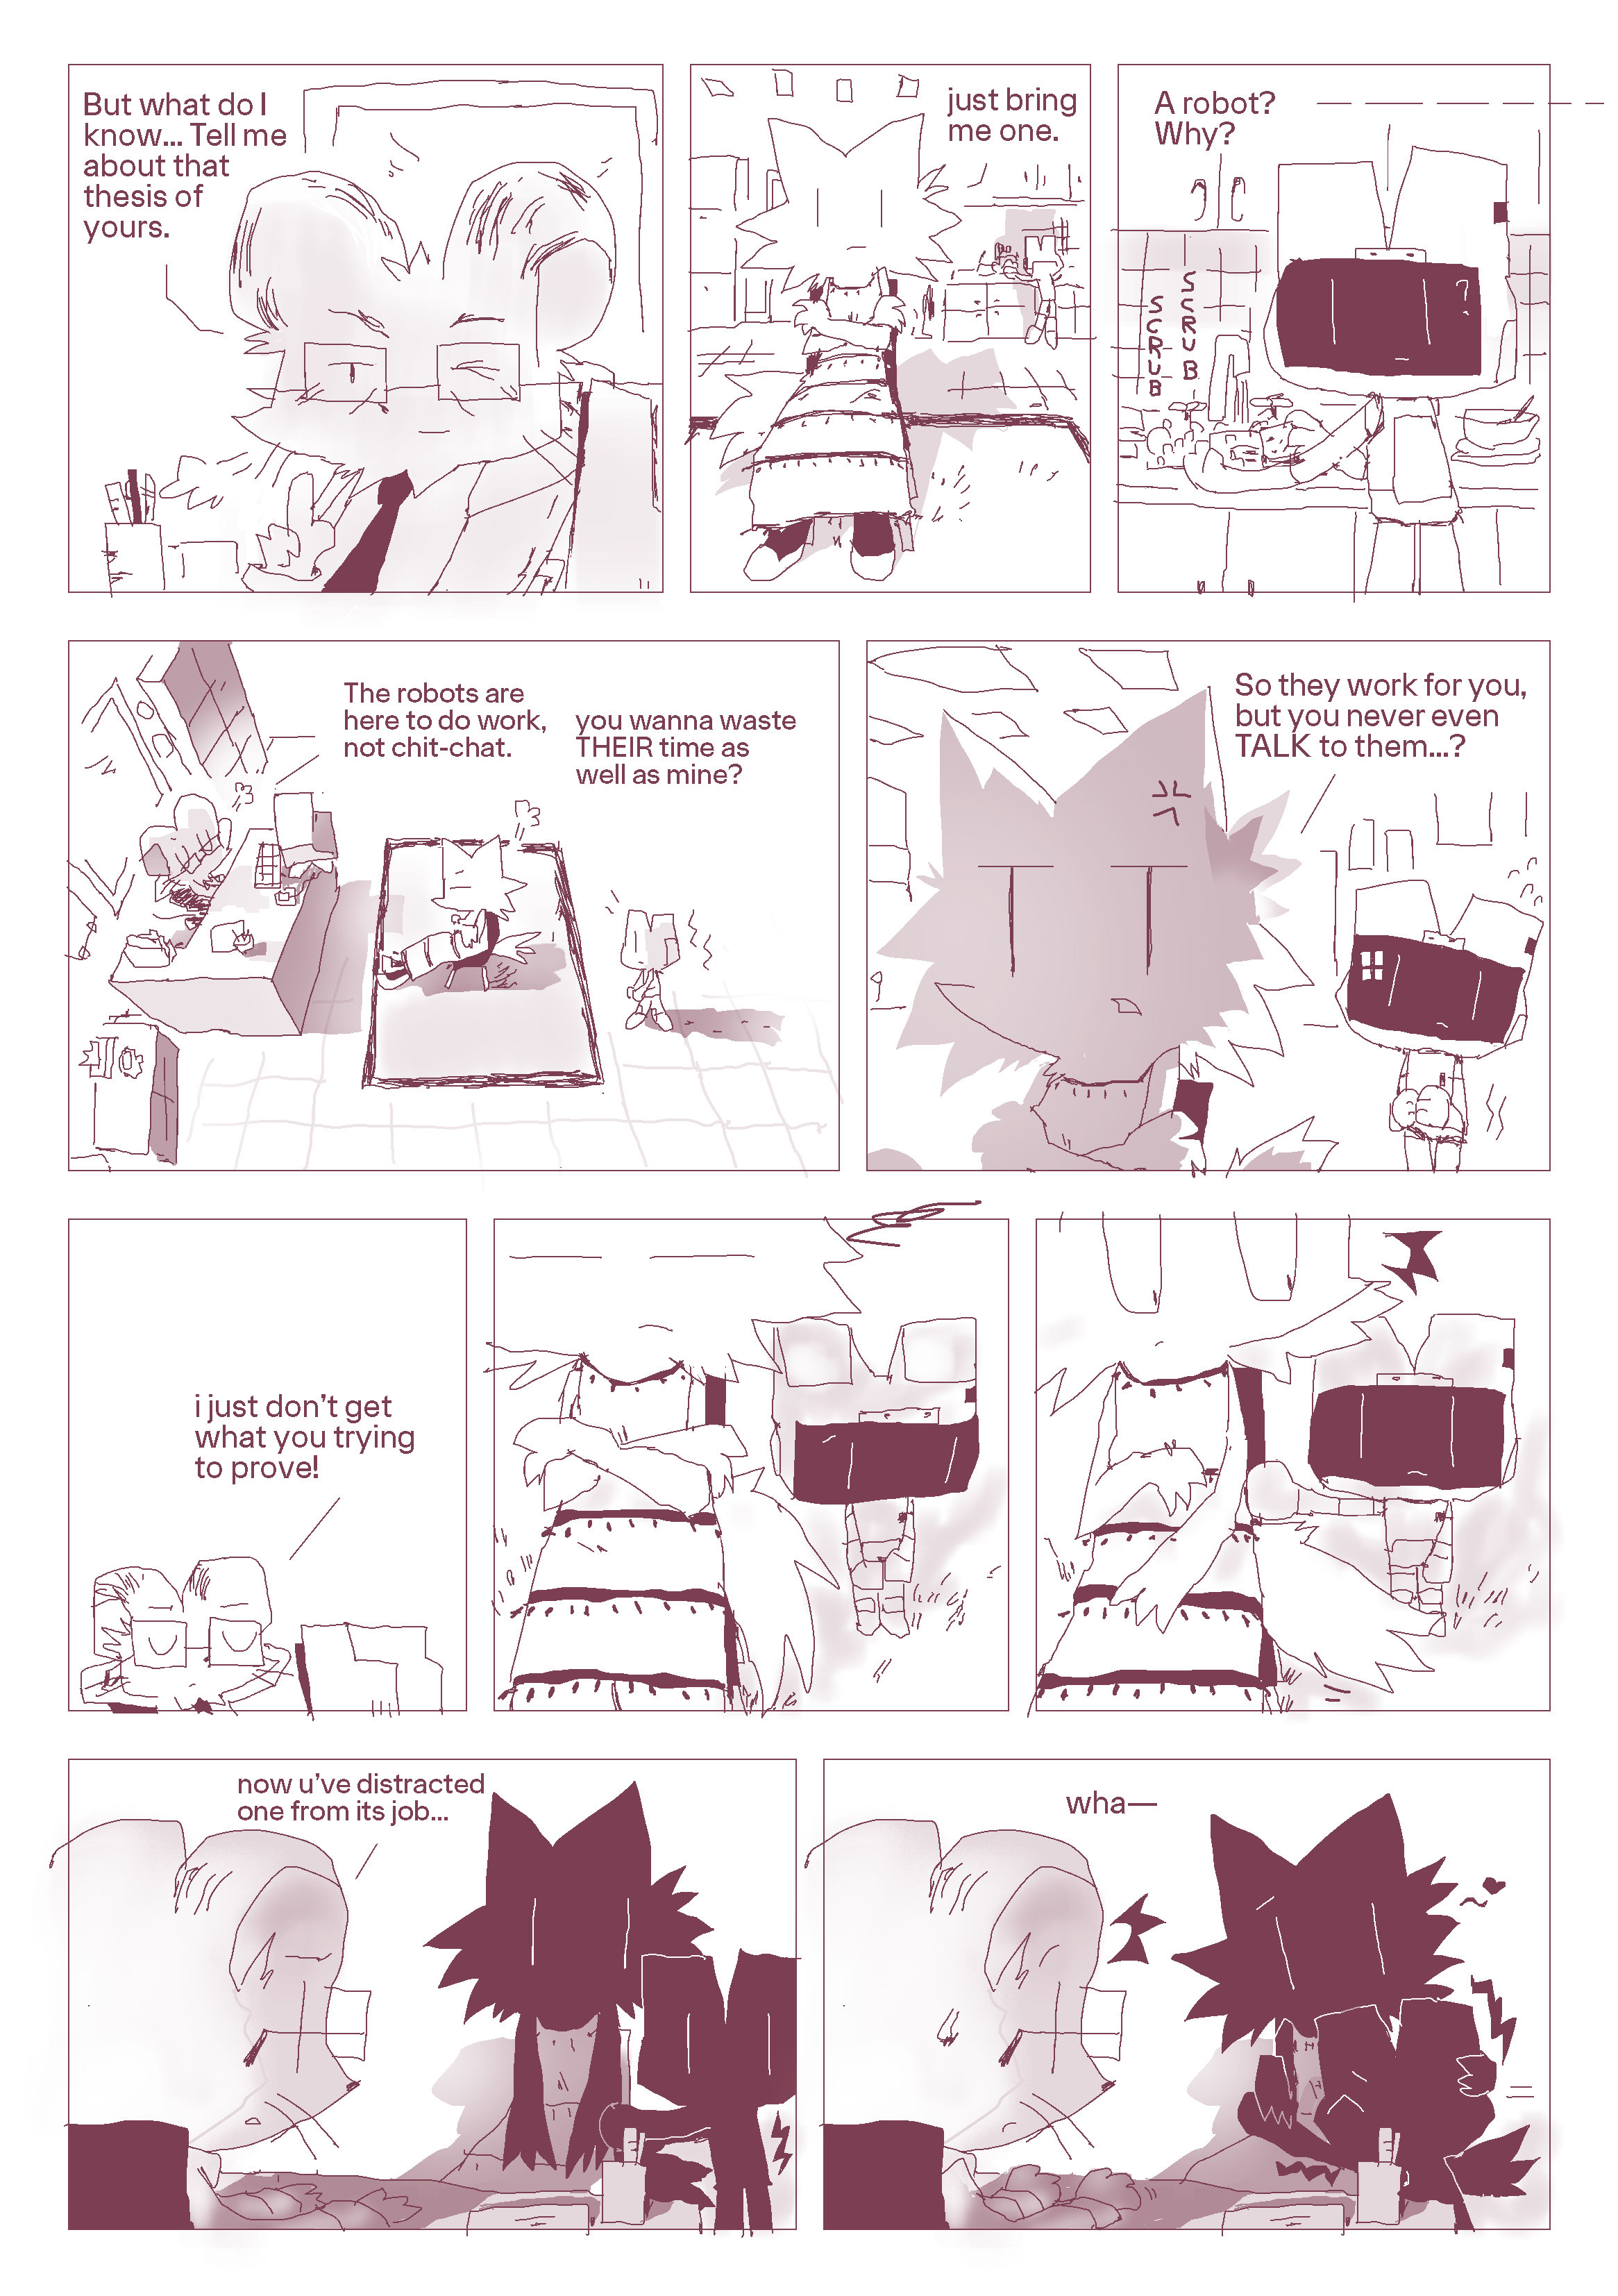 But what do I
know... Tell me
about that
thesis of
yours.
just bring
me one.
A robot?
Why?
?
SCRUB
SCRUB
The robots are
here to do work,
not chit-chat.
you wanna waste
THEIR time as
well as mine?
So they work for you,
but you never even
TALK to them...?
i just don't get
what you trying
to prove!
now u've distracted
one from its job...
wha—